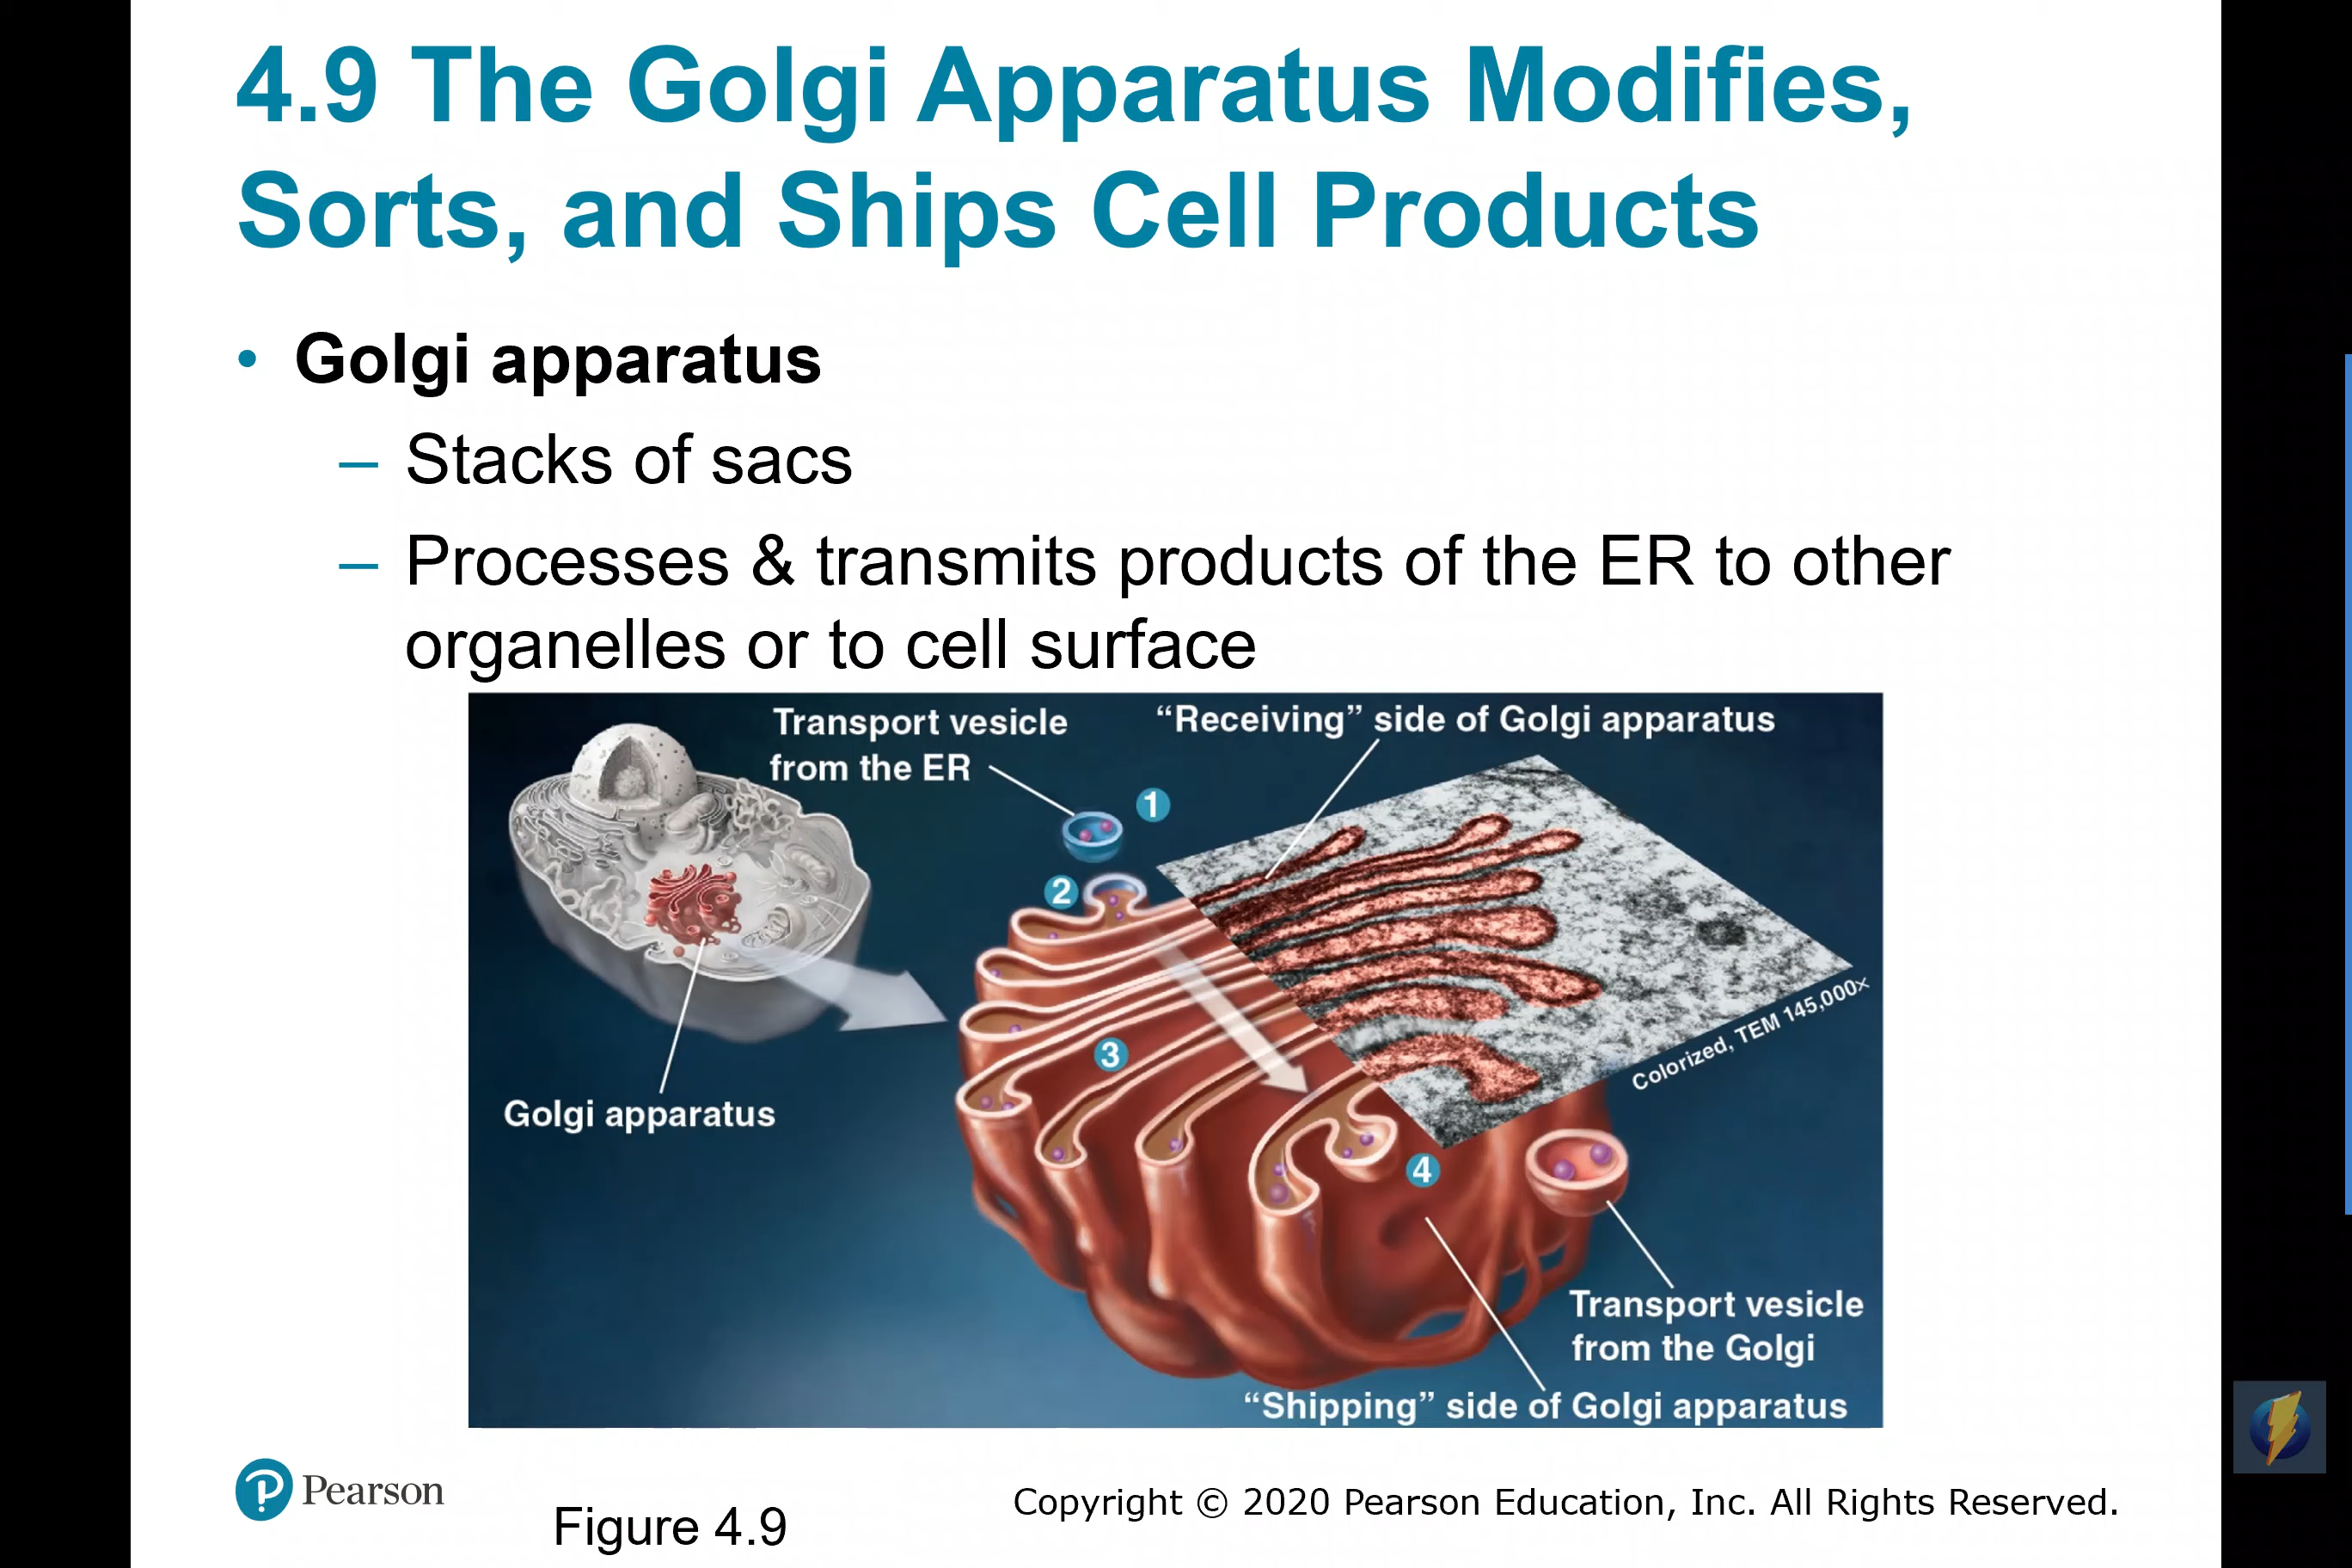 4.9 The Golgi Apparatus Modifies,
Sorts, and Ships Cell Products
• Golgi apparatus
– Stacks of sacs
– Processes & transmits products of the ER to other
organelles or to cell surface
Transport vesicle
from the ER
“Receiving” side of Golgi apparatus
1
2
3
4
Golgi apparatus
Colorized, TEM 145,000×
Transport vesicle
from the Golgi
“Shipping” side of Golgi apparatus
P Pearson
Figure 4.9
Copyright © 2020 Pearson Education, Inc. All Rights Reserved.